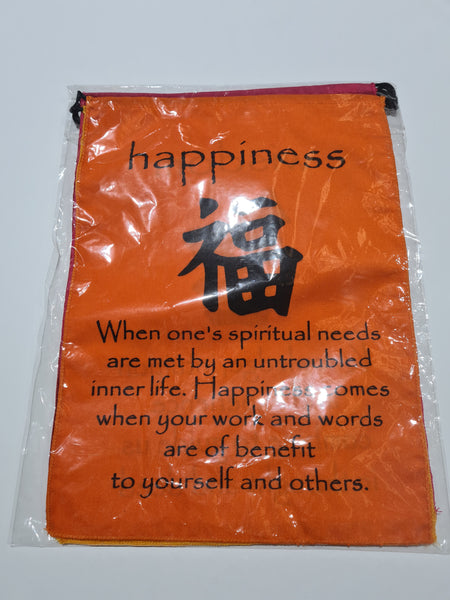 happiness
福
When one's spiritual needs
are met by an untroubled
inner life. Happiness comes
when your work and words
are of benefit
to yourself and others.